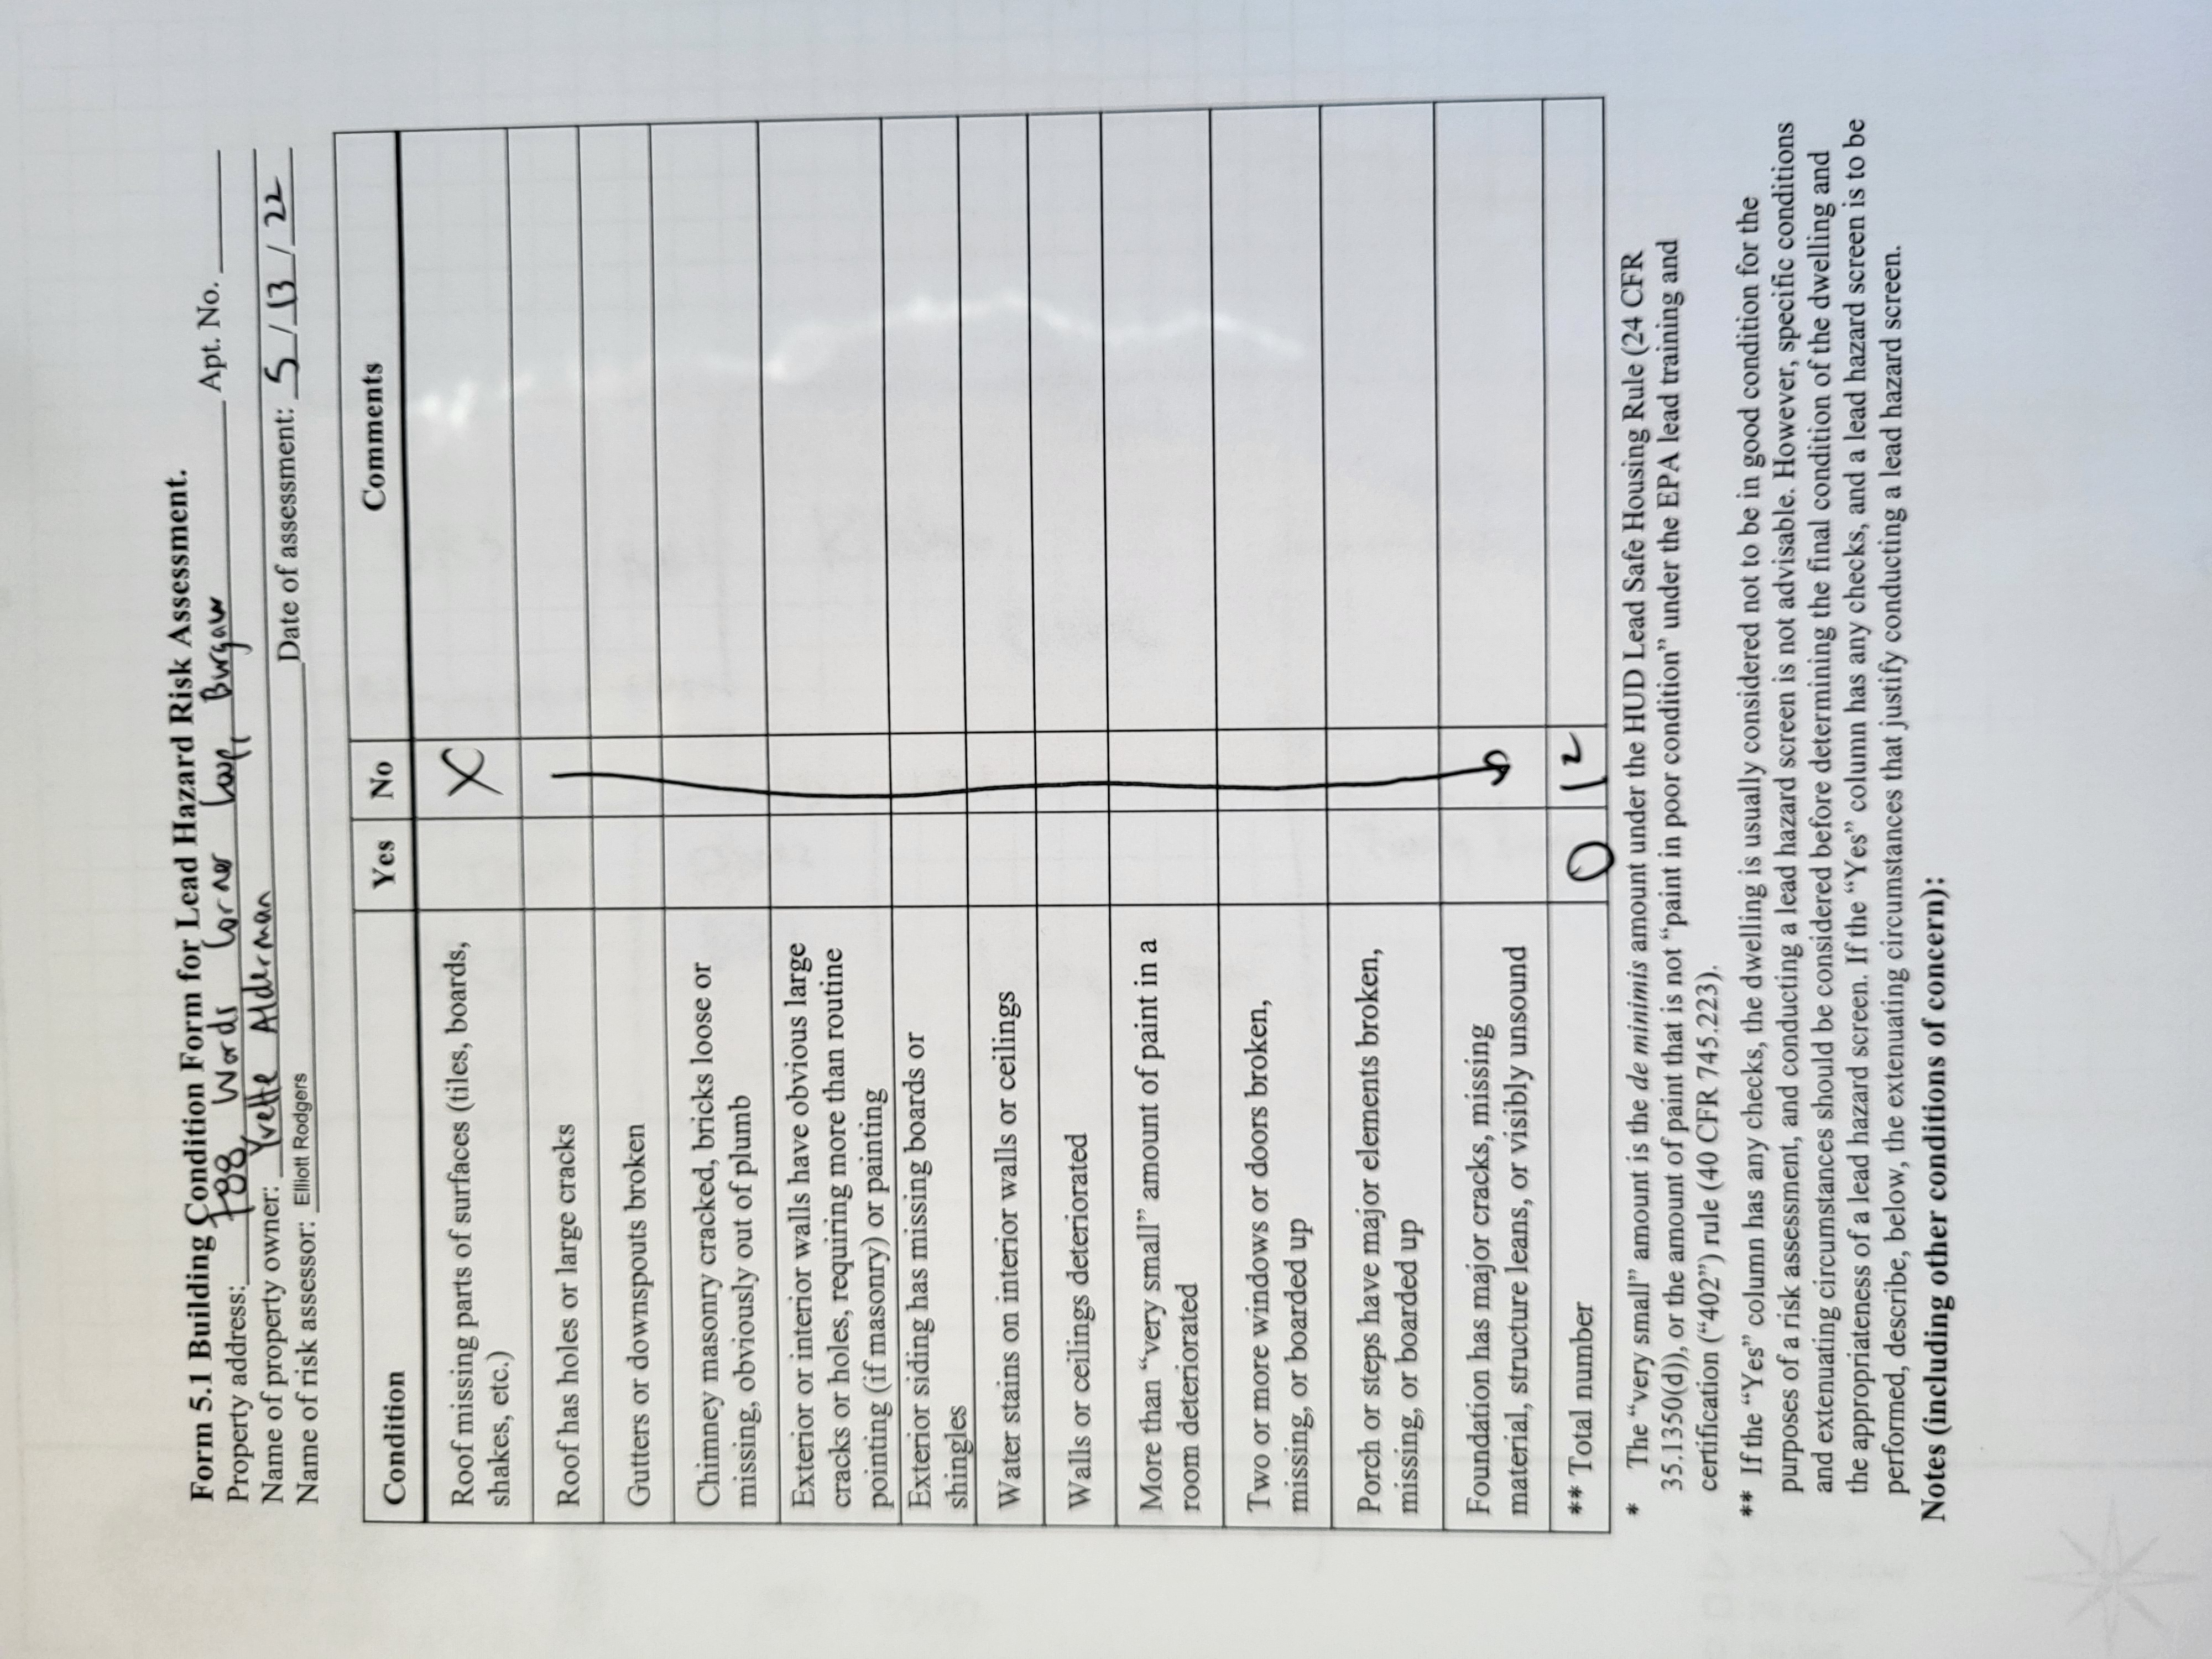 Form 5.1 Building Condition Form for Lead Hazard Risk Assessment.
Property address: 788 Words Corner Loop Burgaw Apt. No.
Name of property owner: Yvette Alderman
Name of risk assessor: Elliott Rodgers Date of assessment: 5/13/22
Condition Yes No Comments
Roof missing parts of surfaces (tiles, boards, X
shakes, etc.)
Roof has holes or large cracks
Gutters or downspouts broken
Chimney masonry cracked, bricks loose or
missing, obviously out of plumb
Exterior or interior walls have obvious large
cracks or holes, requiring more than routine
pointing (if masonry) or painting
Exterior siding has missing boards or
shingles
Water stains on interior walls or ceilings
Walls or ceilings deteriorated
More than “very small” amount of paint in a
room deteriorated
Two or more windows or doors broken,
missing, or boarded up
Porch or steps have major elements broken,
missing, or boarded up
Foundation has major cracks, missing
material, structure leans, or visibly unsound
** Total number 0 12
* The “very small” amount is the de minimis amount under the HUD Lead Safe Housing Rule (24 CFR
35.1350(d)), or the amount of paint that is not “paint in poor condition” under the EPA lead training and
certification (“402”) rule (40 CFR 745.223).
** If the “Yes” column has any checks, the dwelling is usually considered not to be in good condition for the
purposes of a risk assessment, and conducting a lead hazard screen is not advisable. However, specific conditions
and extenuating circumstances should be considered before determining the final condition of the dwelling and
the appropriateness of a lead hazard screen. If the “Yes” column has any checks, and a lead hazard screen is to be
performed, describe, below, the extenuating circumstances that justify conducting a lead hazard screen.
Notes (including other conditions of concern):